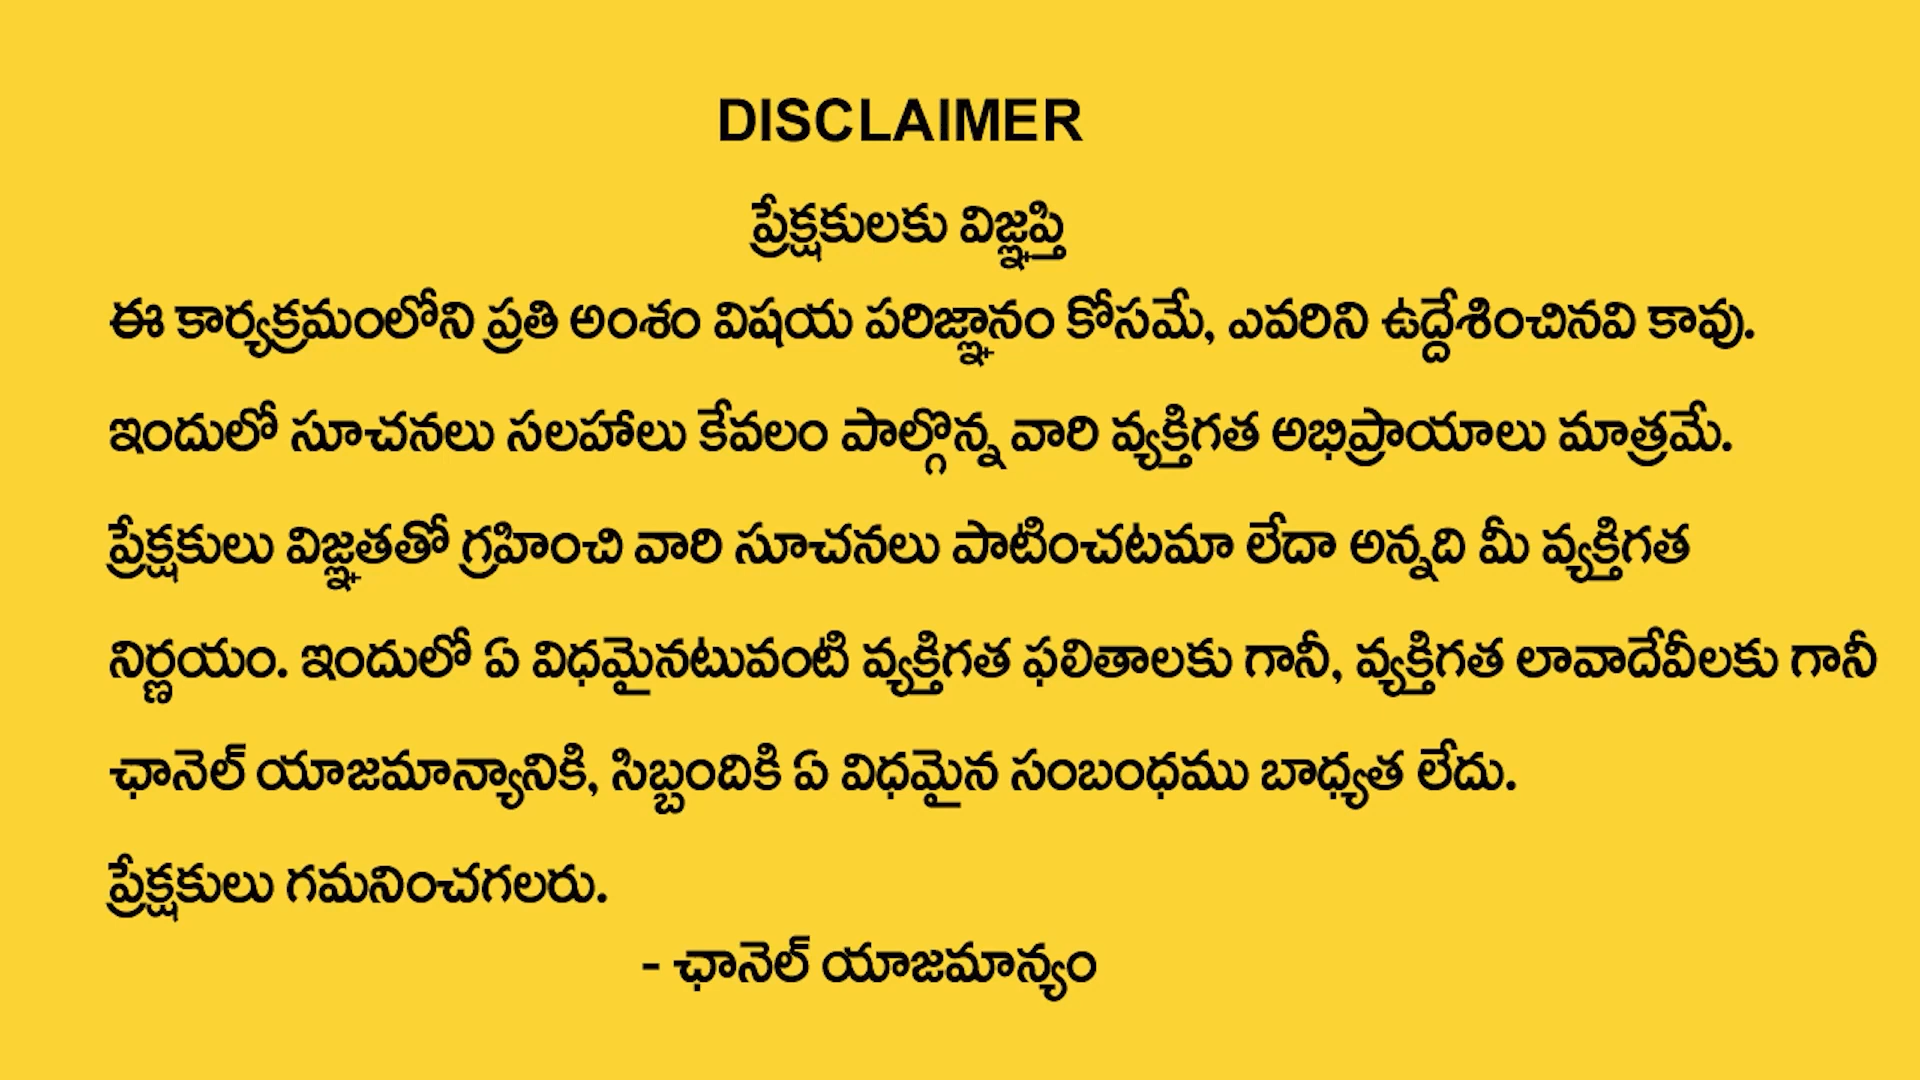 DISCLAIMER
ప్రేక్షకులకు విజ్ఞప్తి
ఈ కార్యక్రమంలోని ప్రతి అంశం విషయ పరిజ్ఞానం కోసమే, ఎవరిని ఉద్దేశించినవి కావు.
ఇందులో సూచనలు సలహాలు కేవలం పాల్గొన్న వారి వ్యక్తిగత అభిప్రాయాలు మాత్రమే.
ప్రేక్షకులు విజ్ఞతతో గ్రహించి వారి సూచనలు పాటించటమా లేదా అన్నది మీ వ్యక్తిగత
నిర్ణయం. ఇందులో ఏ విధమైనటువంటి వ్యక్తిగత ఫలితాలకు గానీ, వ్యక్తిగత లావాదేవీలకు గానీ
ఛానెల్ యాజమాన్యానికి, సిబ్బందికి ఏ విధమైన సంబంధము బాధ్యత లేదు.
ప్రేక్షకులు గమనించగలరు.
- ఛానెల్ యాజమాన్యం